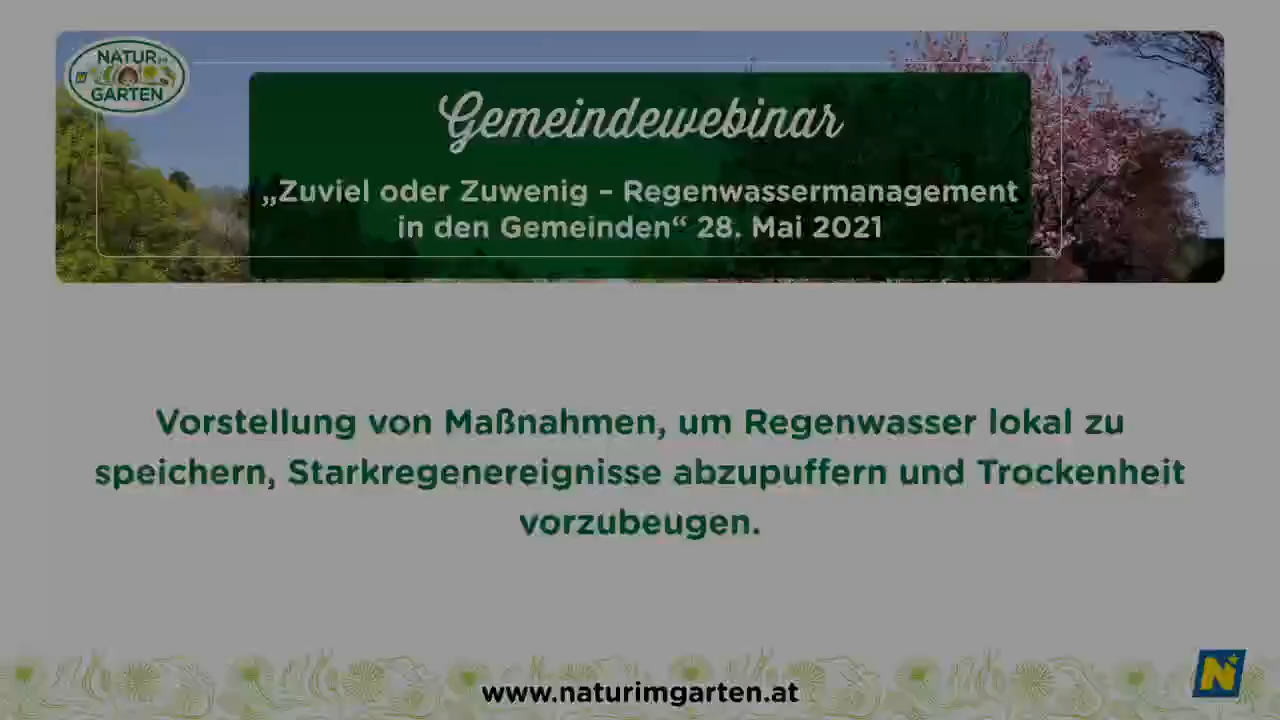 NATUR im
GARTEN
Gemeindewebinar
„Zuviel oder Zuwenig – Regenwassermanagement
in den Gemeinden“ 28. Mai 2021
Vorstellung von Maßnahmen, um Regenwasser lokal zu
speichern, Starkregenereignisse abzupuffern und Trockenheit
vorzubeugen.
www.naturimgarten.at
N